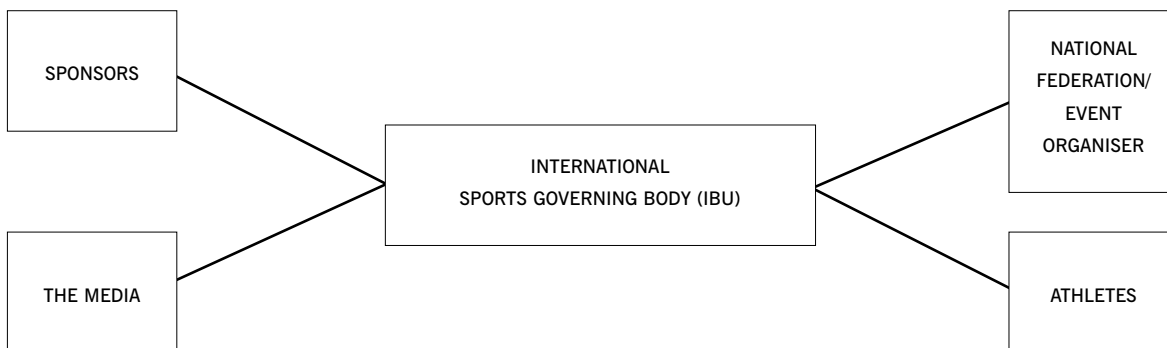 SPONSORS
THE MEDIA
INTERNATIONAL
SPORTS GOVERNING BODY (IBU)
NATIONAL
FEDERATION/
EVENT
ORGANISER
ATHLETES